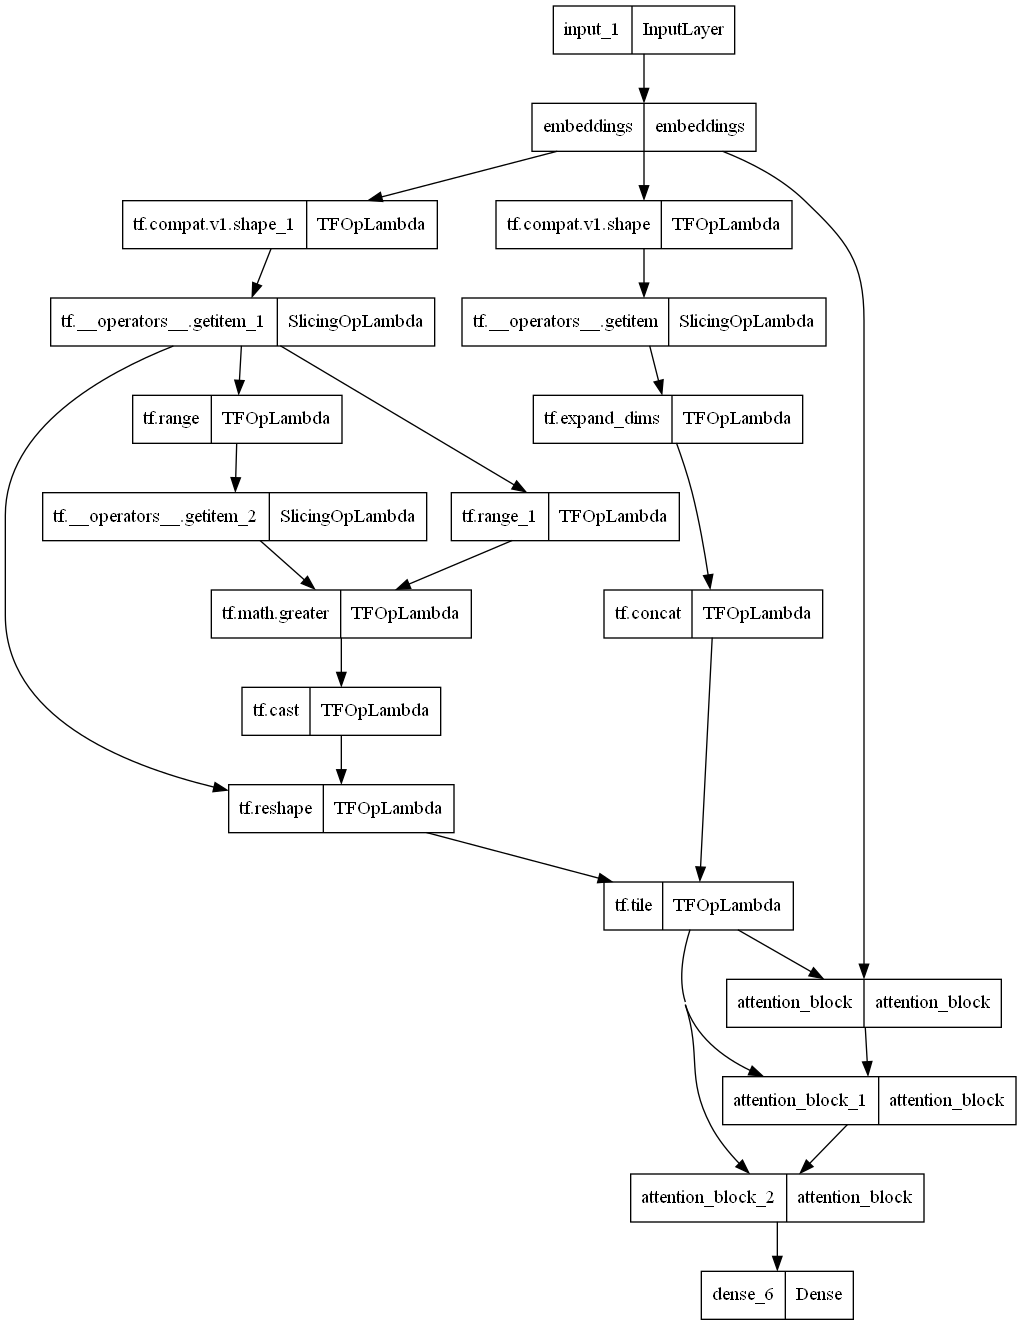 input_1 InputLayer
embeddings embeddings
tf.compat.v1.shape_1 TFOpLambda
tf.compat.v1.shape TFOpLambda
tf.__operators__.getitem_1 SlicingOpLambda
tf.__operators__.getitem SlicingOpLambda
tf.range TFOpLambda
tf.expand_dims TFOpLambda
tf.__operators__.getitem_2 SlicingOpLambda
tf.range_1 TFOpLambda
tf.math.greater TFOpLambda
tf.concat TFOpLambda
tf.cast TFOpLambda
tf.reshape TFOpLambda
tf.tile TFOpLambda
attention_block attention_block
attention_block_1 attention_block
attention_block_2 attention_block
dense_6 Dense